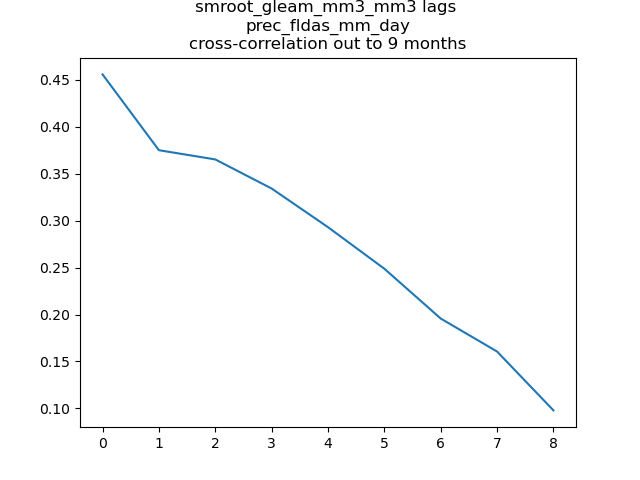 smroot_gleam_mm3_mm3 lags
prec_fldas_mm_day
cross-correlation out to 9 months
0.45
0.40
0.35
0.30
0.25
0.20
0.15
0.10
0 1 2 3 4 5 6 7 8